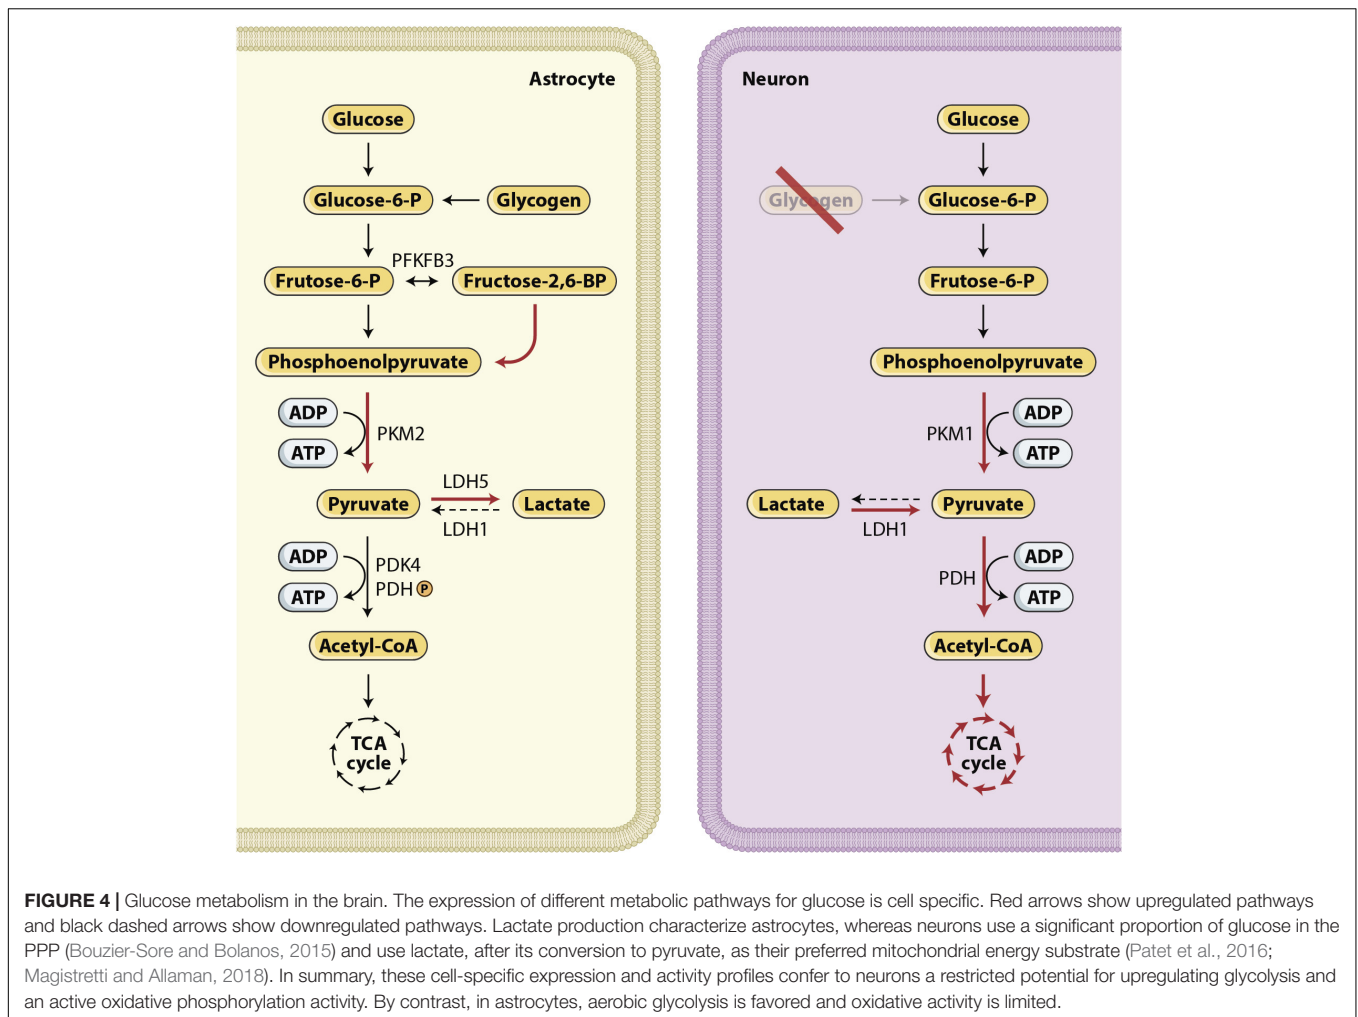 Astrocyte
Glucose
Glucose-6-P
Glycogen
PFKFB3
Frutose-6-P
Fructose-2,6-BP
Phosphoenolpyruvate
ADP
PKM2
ATP
LDH5
Pyruvate
Lactate
LDH1
ADP
PDK4
PDH P
ATP
Acetyl-CoA
TCA
cycle
Neuron
Glucose
Glycogen
Glucose-6-P
Frutose-6-P
Phosphoenolpyruvate
ADP
PKM1
ATP
Lactate
Pyruvate
LDH1
ADP
PDH
ATP
Acetyl-CoA
TCA
cycle
FIGURE 4 | Glucose metabolism in the brain. The expression of different metabolic pathways for glucose is cell specific. Red arrows show upregulated pathways
and black dashed arrows show downregulated pathways. Lactate production characterize astrocytes, whereas neurons use a significant proportion of glucose in the
PPP (Bouzier-Sore and Bolanos, 2015) and use lactate, after its conversion to pyruvate, as their preferred mitochondrial energy substrate (Patet et al., 2016;
Magistretti and Allaman, 2018). In summary, these cell-specific expression and activity profiles confer to neurons a restricted potential for upregulating glycolysis and
an active oxidative phosphorylation activity. By contrast, in astrocytes, aerobic glycolysis is favored and oxidative activity is limited.